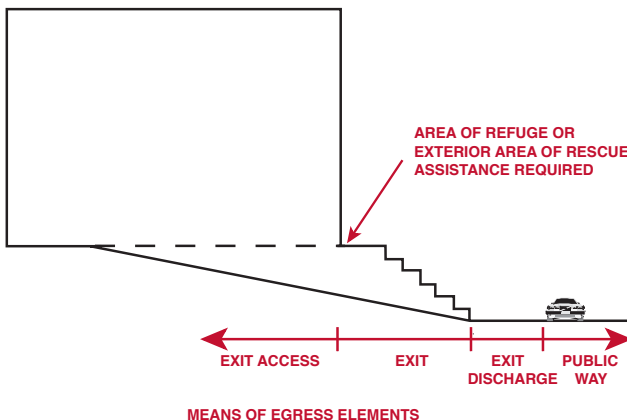 AREA OF REFUGE OR
EXTERIOR AREA OF RESCUE
ASSISTANCE REQUIRED
EXIT ACCESS
EXIT
EXIT
DISCHARGE
PUBLIC
WAY
MEANS OF EGRESS ELEMENTS